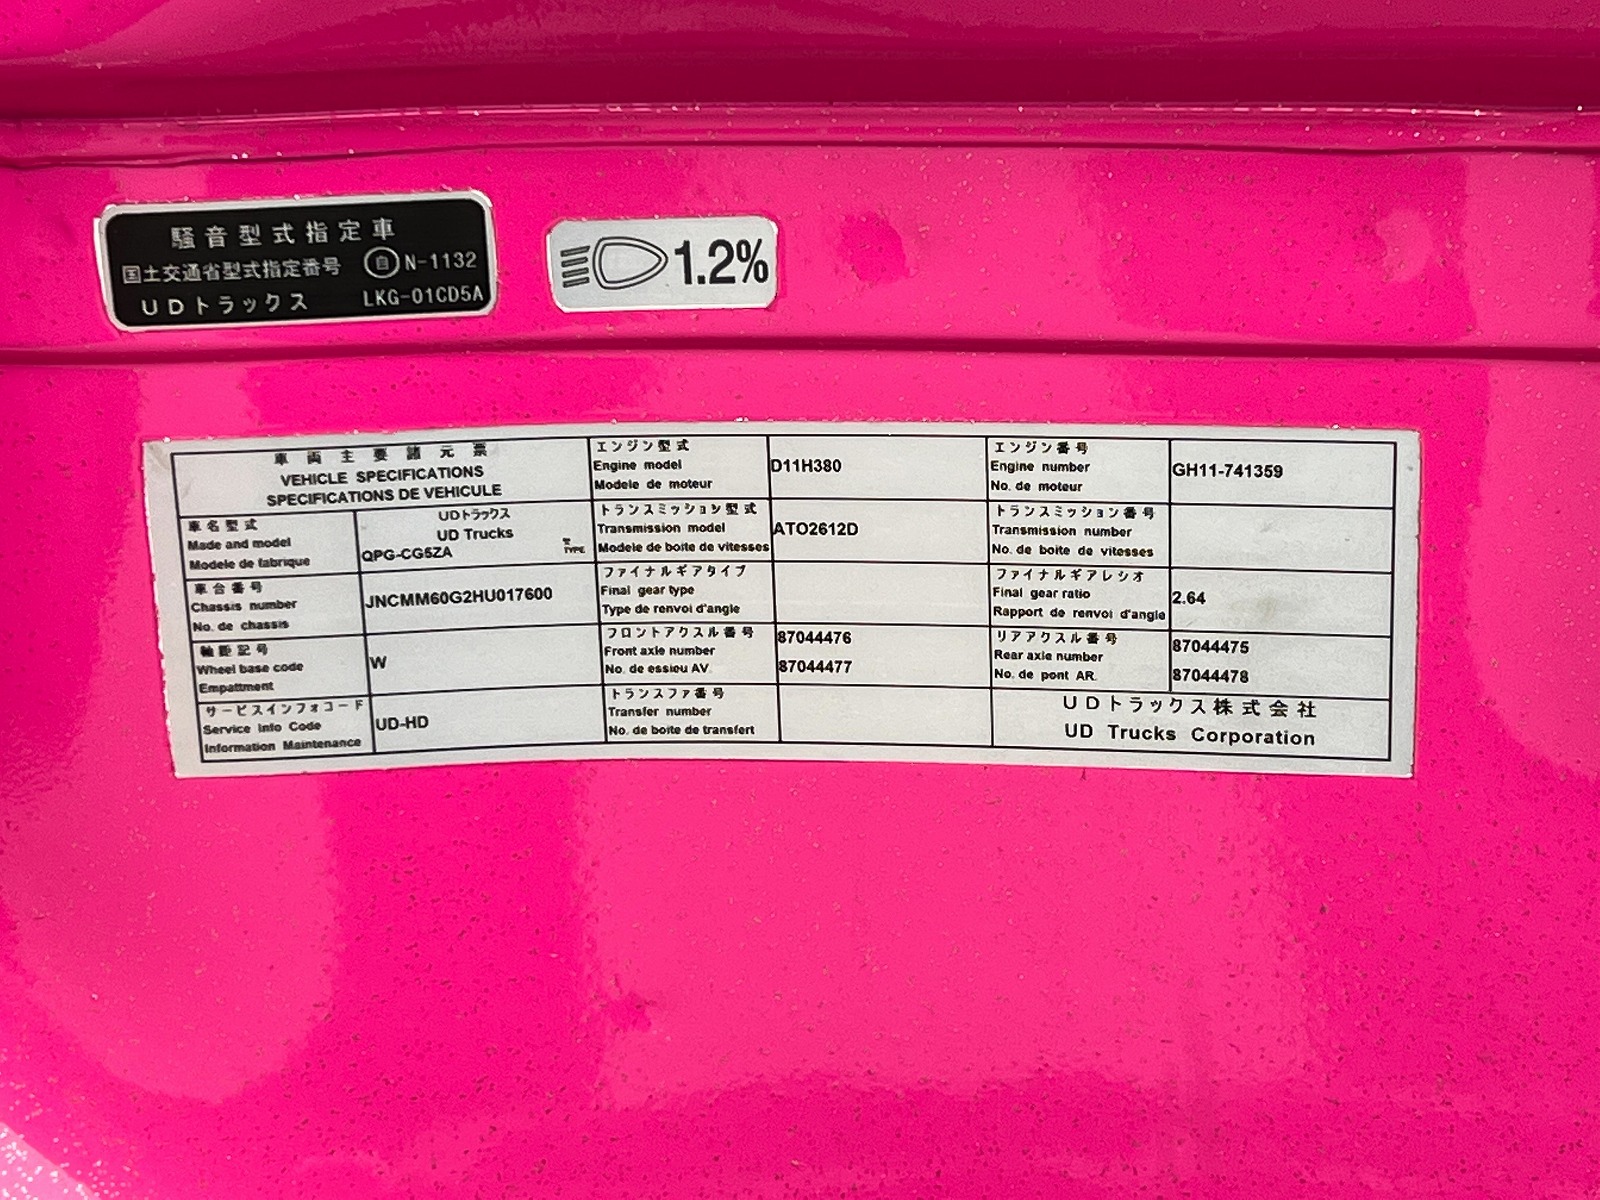 騒音型式指定車
国土交通省型式指定番号 自 N-1132
UDトラックス LKG-01CD5A
1.2%
車両主要諸元票
VEHICLE SPECIFICATIONS
SPECIFICATIONS DE VEHICULE
車名型式
Made and model
Modele de fabrique
UDトラックス
UD Trucks
QPG-CG5ZA
TYPE
車台番号
Chassis number
No. de chassis
JNCMM60G2HU017600
軸距記号
Wheel base code
Empattment
W
サービスインフォコード
Service Info Code
Information Maintenance
UD-HD
エンジン型式
Engine model
Modele de moteur
D11H380
トランスミッション型式
Transmission model
Modele de boite de vitesses
ATO2612D
ファイナルギアタイプ
Final gear type
Type de renvoi d'angle
フロントアクスル番号
Front axle number
No. de essieu AV.
87044476
87044477
トランスファ番号
Transfer number
No. de boite de transfert
エンジン番号
Engine number
No. de moteur
GH11-741359
トランスミッション番号
Transmission number
No. de boite de vitesses
ファイナルギアレシオ
Final gear ratio
Rapport de renvoi d'angle
2.64
リアアクスル番号
Rear axle number
No. de pont AR.
87044475
87044478
UDトラックス株式会社
UD Trucks Corporation